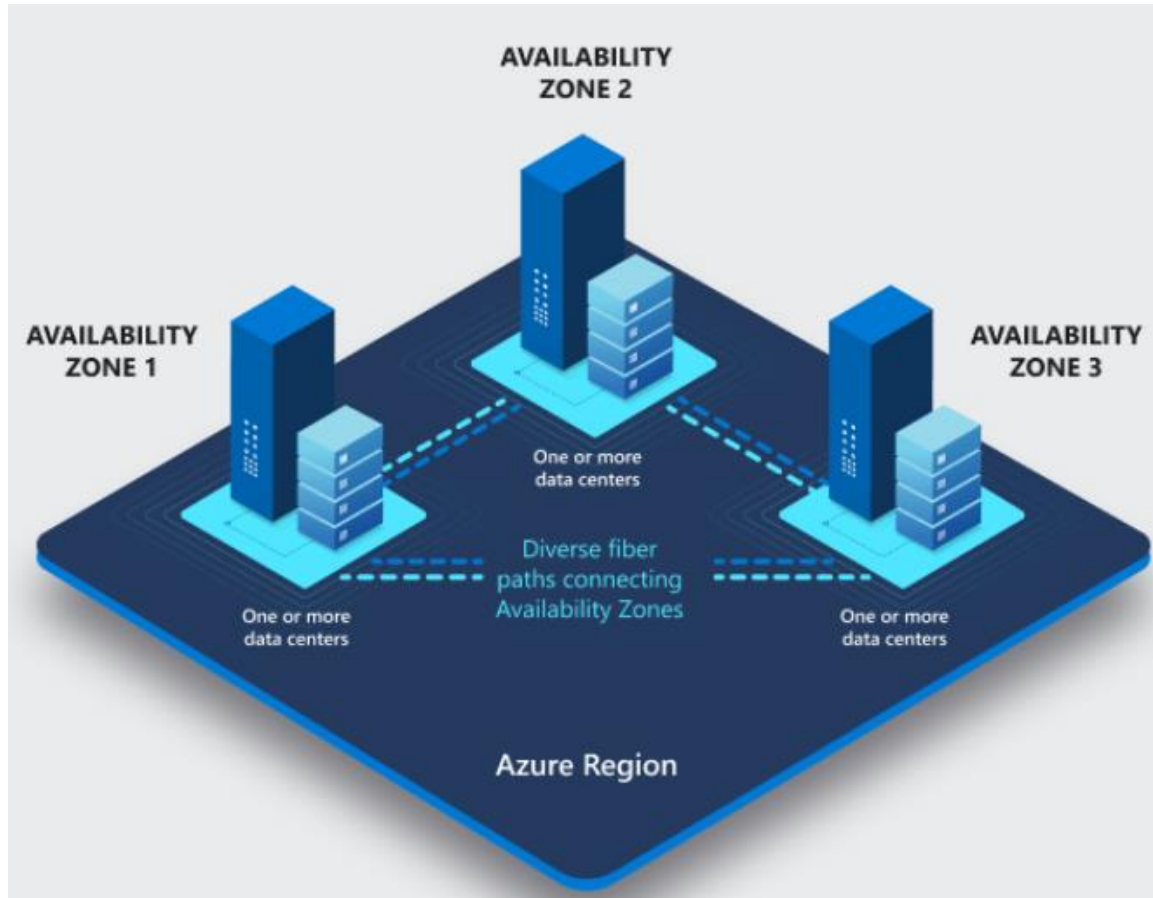 AVAILABILITY
ZONE 2
AVAILABILITY
ZONE 1
AVAILABILITY
ZONE 3
One or more
data centers
Diverse fiber
paths connecting
Availability Zones
One or more
data centers
One or more
data centers
Azure Region